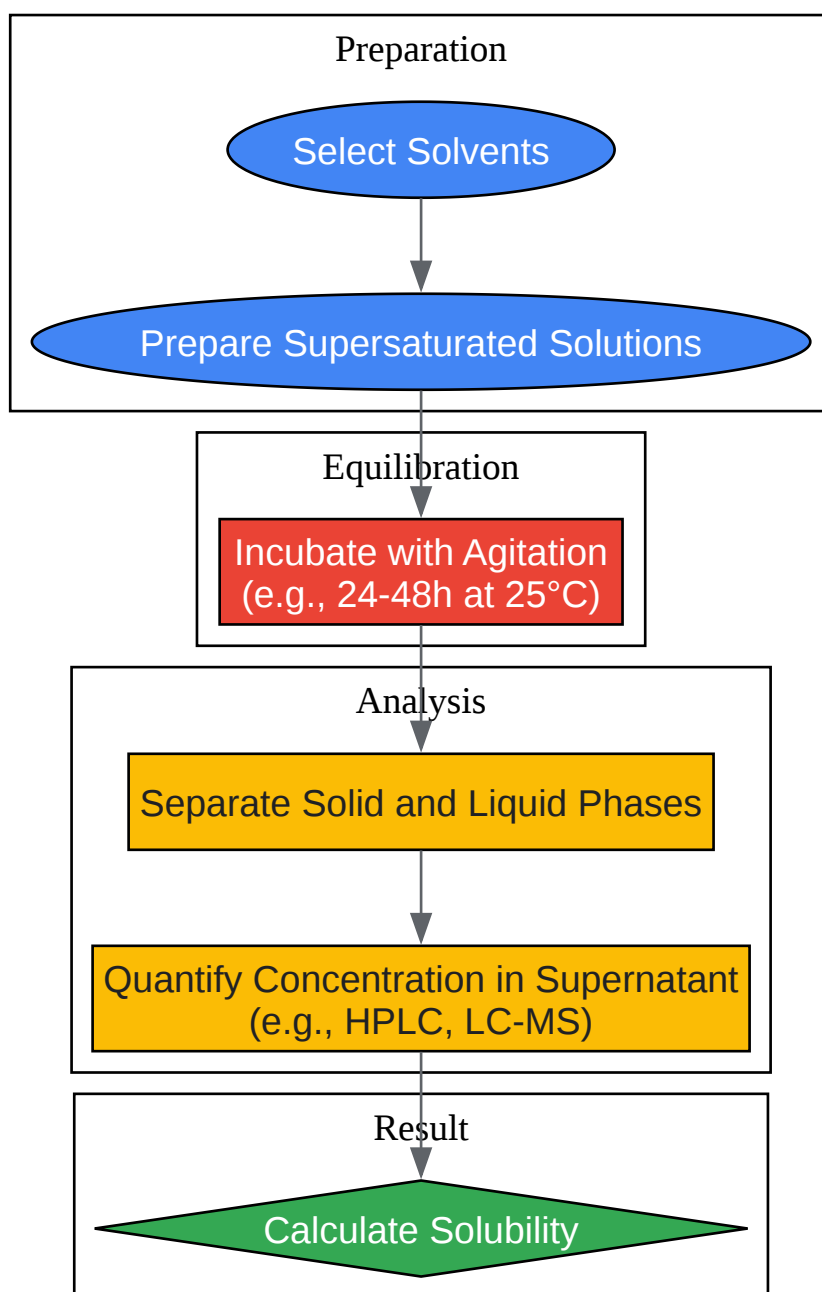 Preparation
Select Solvents
Prepare Supersaturated Solutions
Equilibration
Incubate with Agitation
(e.g., 24-48h at 25°C)
Analysis
Separate Solid and Liquid Phases
Quantify Concentration in Supernatant
(e.g., HPLC, LC-MS)
Result
Calculate Solubility